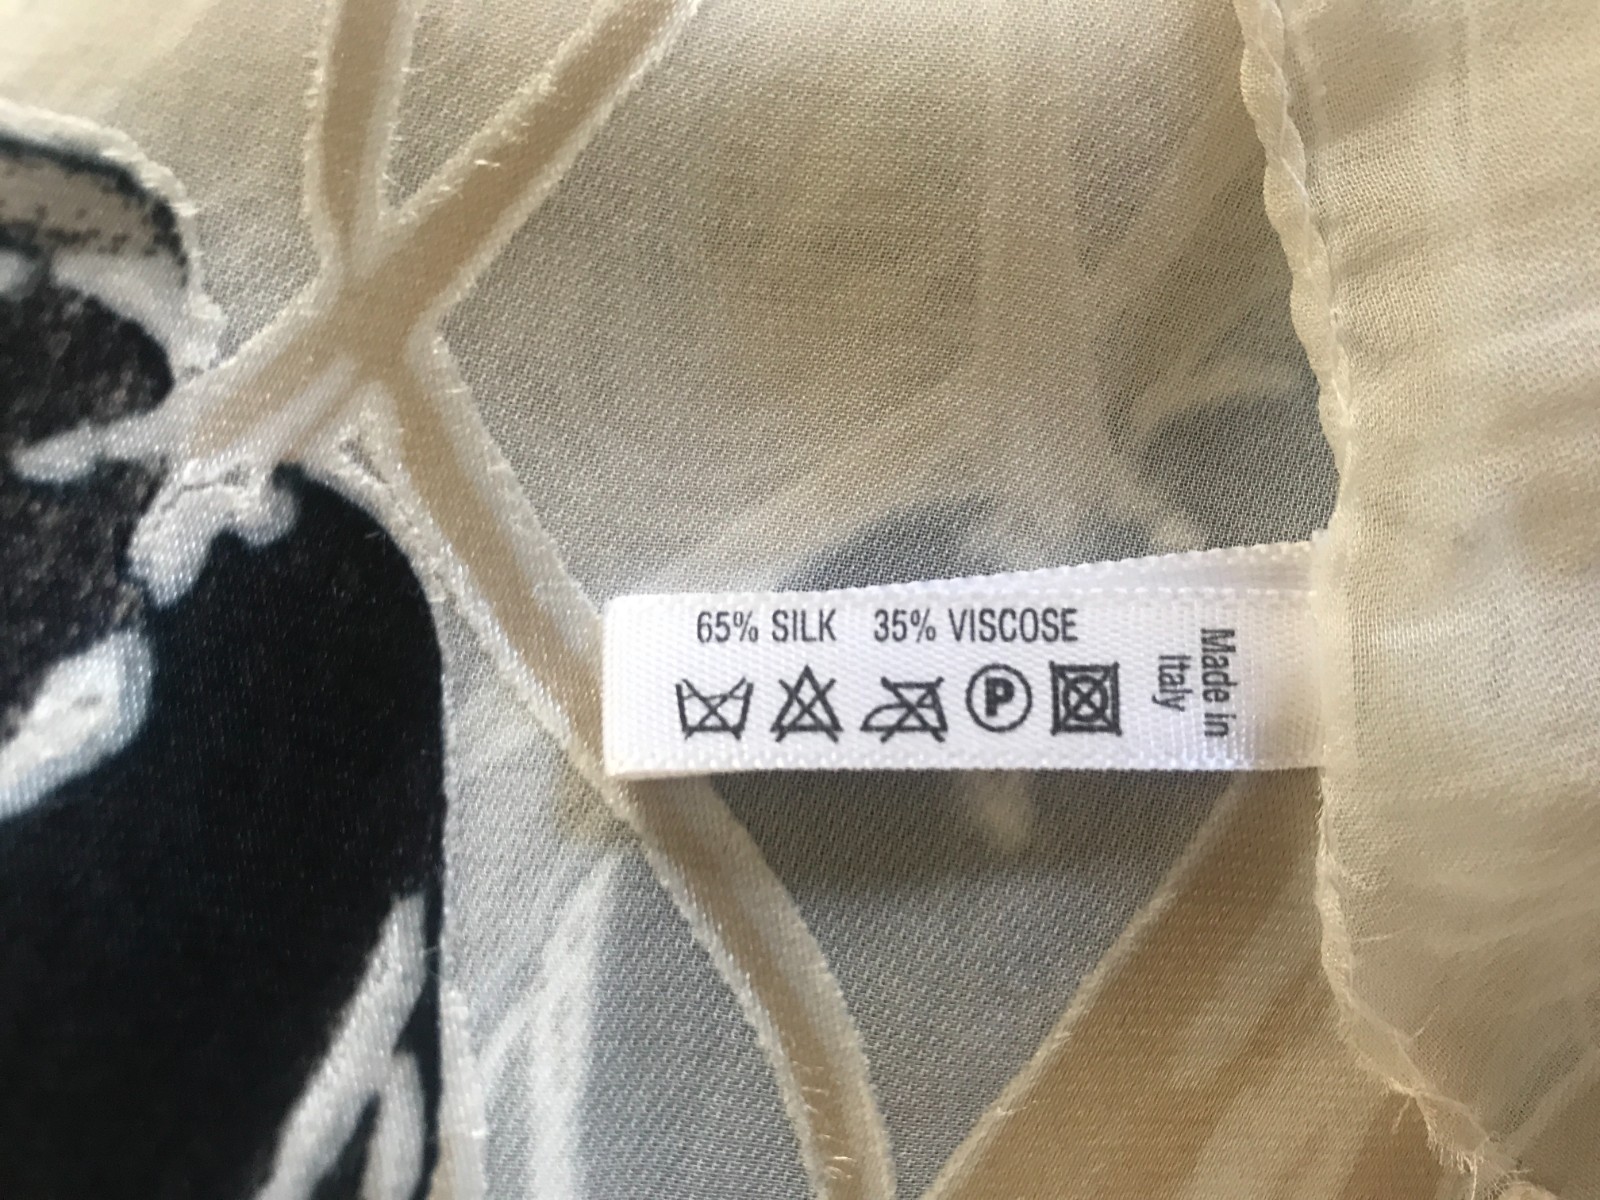 65% SILK 35% VISCOSE
P
Made in
Italy